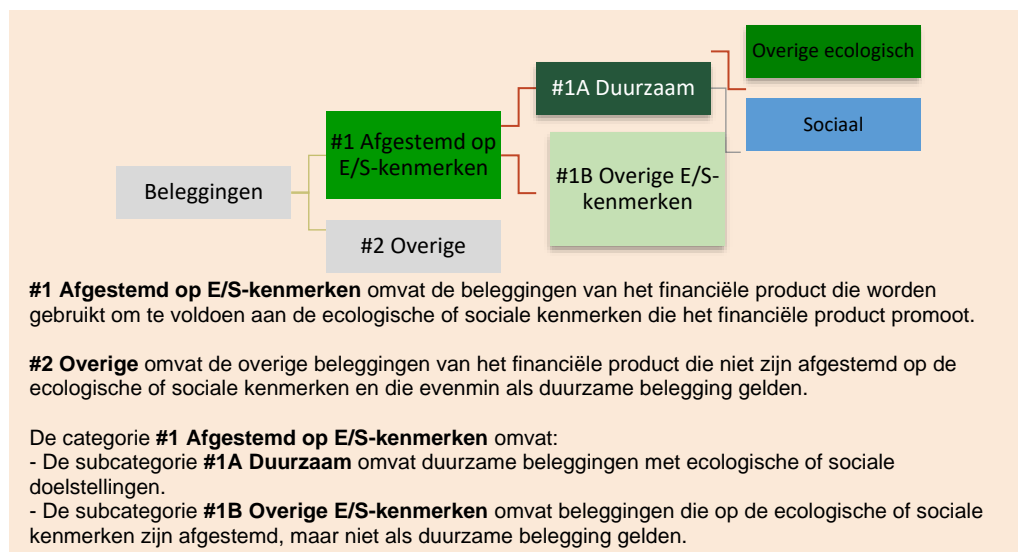 Overige ecologisch
#1A Duurzaam
Sociaal
#1 Afgestemd op
E/S-kenmerken
#1B Overige E/S-
kenmerken
Beleggingen
#2 Overige
#1 Afgestemd op E/S-kenmerken omvat de beleggingen van het financiële product die worden
gebruikt om te voldoen aan de ecologische of sociale kenmerken die het financiële product promoot.
#2 Overige omvat de overige beleggingen van het financiële product die niet zijn afgestemd op de
ecologische of sociale kenmerken en die evenmin als duurzame belegging gelden.
De categorie #1 Afgestemd op E/S-kenmerken omvat:
- De subcategorie #1A Duurzaam omvat duurzame beleggingen met ecologische of sociale
doelstellingen.
- De subcategorie #1B Overige E/S-kenmerken omvat beleggingen die op de ecologische of sociale
kenmerken zijn afgestemd, maar niet als duurzame belegging gelden.